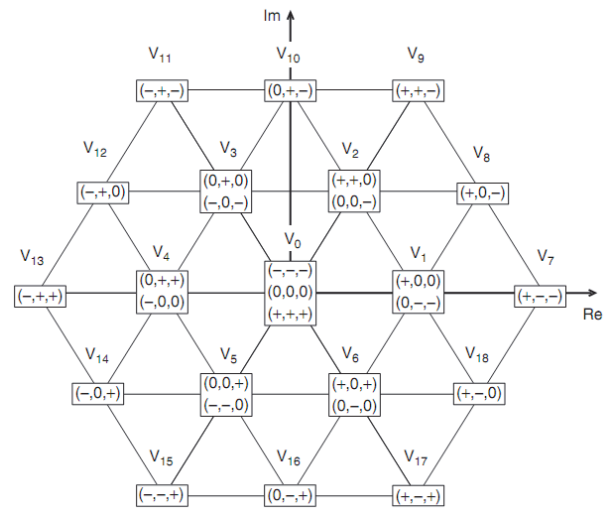 Im
V11 V10 V9
(–,+,–) (0,+,–) (+,+,–)
V12 V3 V2 V8
(–,+,0) (0,+,0) (+,+,0) (+,0,–)
(–,0,–) (0,0,–)
V13 V4 V0 V1 V7
(–,–,–)
(0,+,+) (+,0,0)
(–,+,+) (0,0,0) (+,–,–)
(–,0,0) (0,–,–)
(+,+,+)
Re
V14 V5 V6 V18
(–,0,+) (0,0,+) (+,0,+) (+,–,0)
(–,–,0) (0,–,0)
V15 V16 V17
(–,–,+) (0,–,+) (+,–,+)